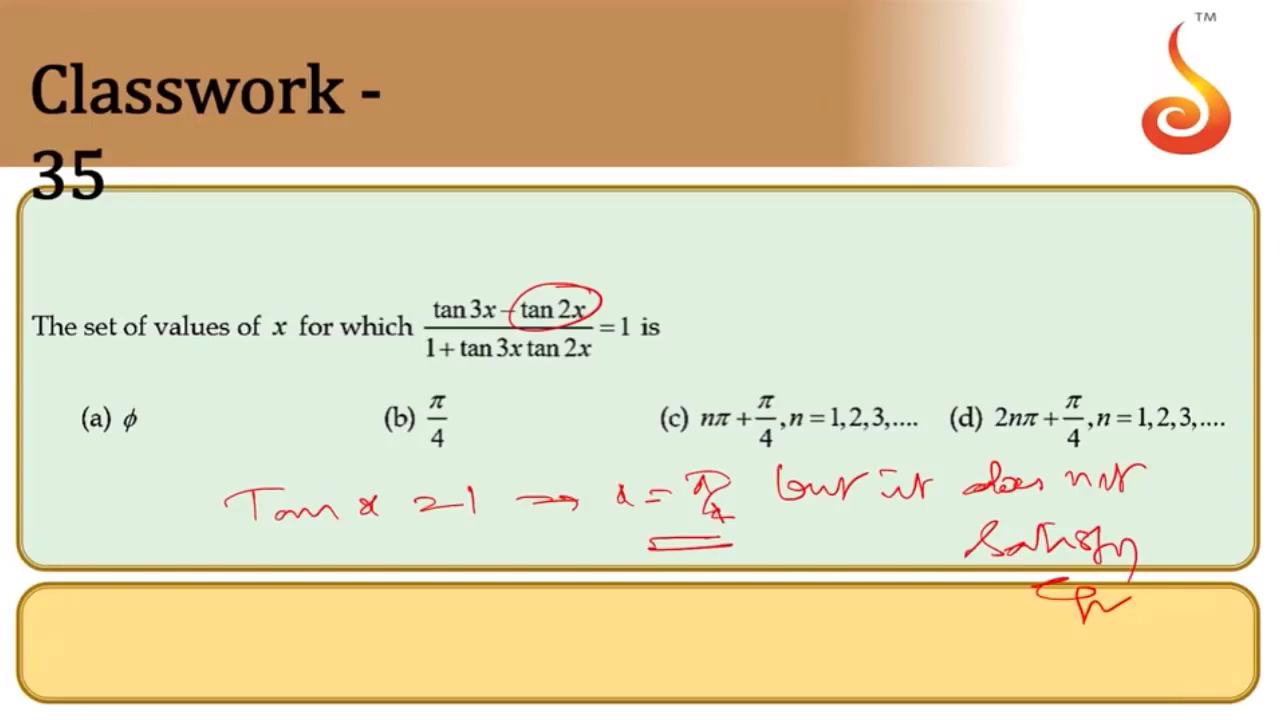 TM
Classwork -
35
The set of values of x for which (tan 3x − tan 2x)/(1 + tan 3x tan 2x) = 1 is
(a) ϕ (b) π/4 (c) nπ + π/4, n = 1, 2, 3, .... (d) 2nπ + π/4, n = 1, 2, 3, ....
Tan x = 1 → x = π/4 but it does not
satisfy